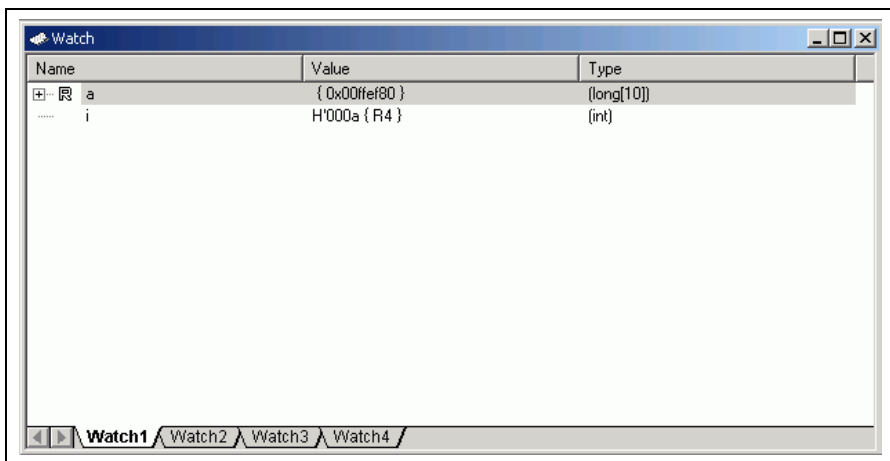 Watch
Name Value Type
R a { 0x00ffef80 } (long[10])
i H'000a { R4 } (int)
Watch1 Watch2 Watch3 Watch4